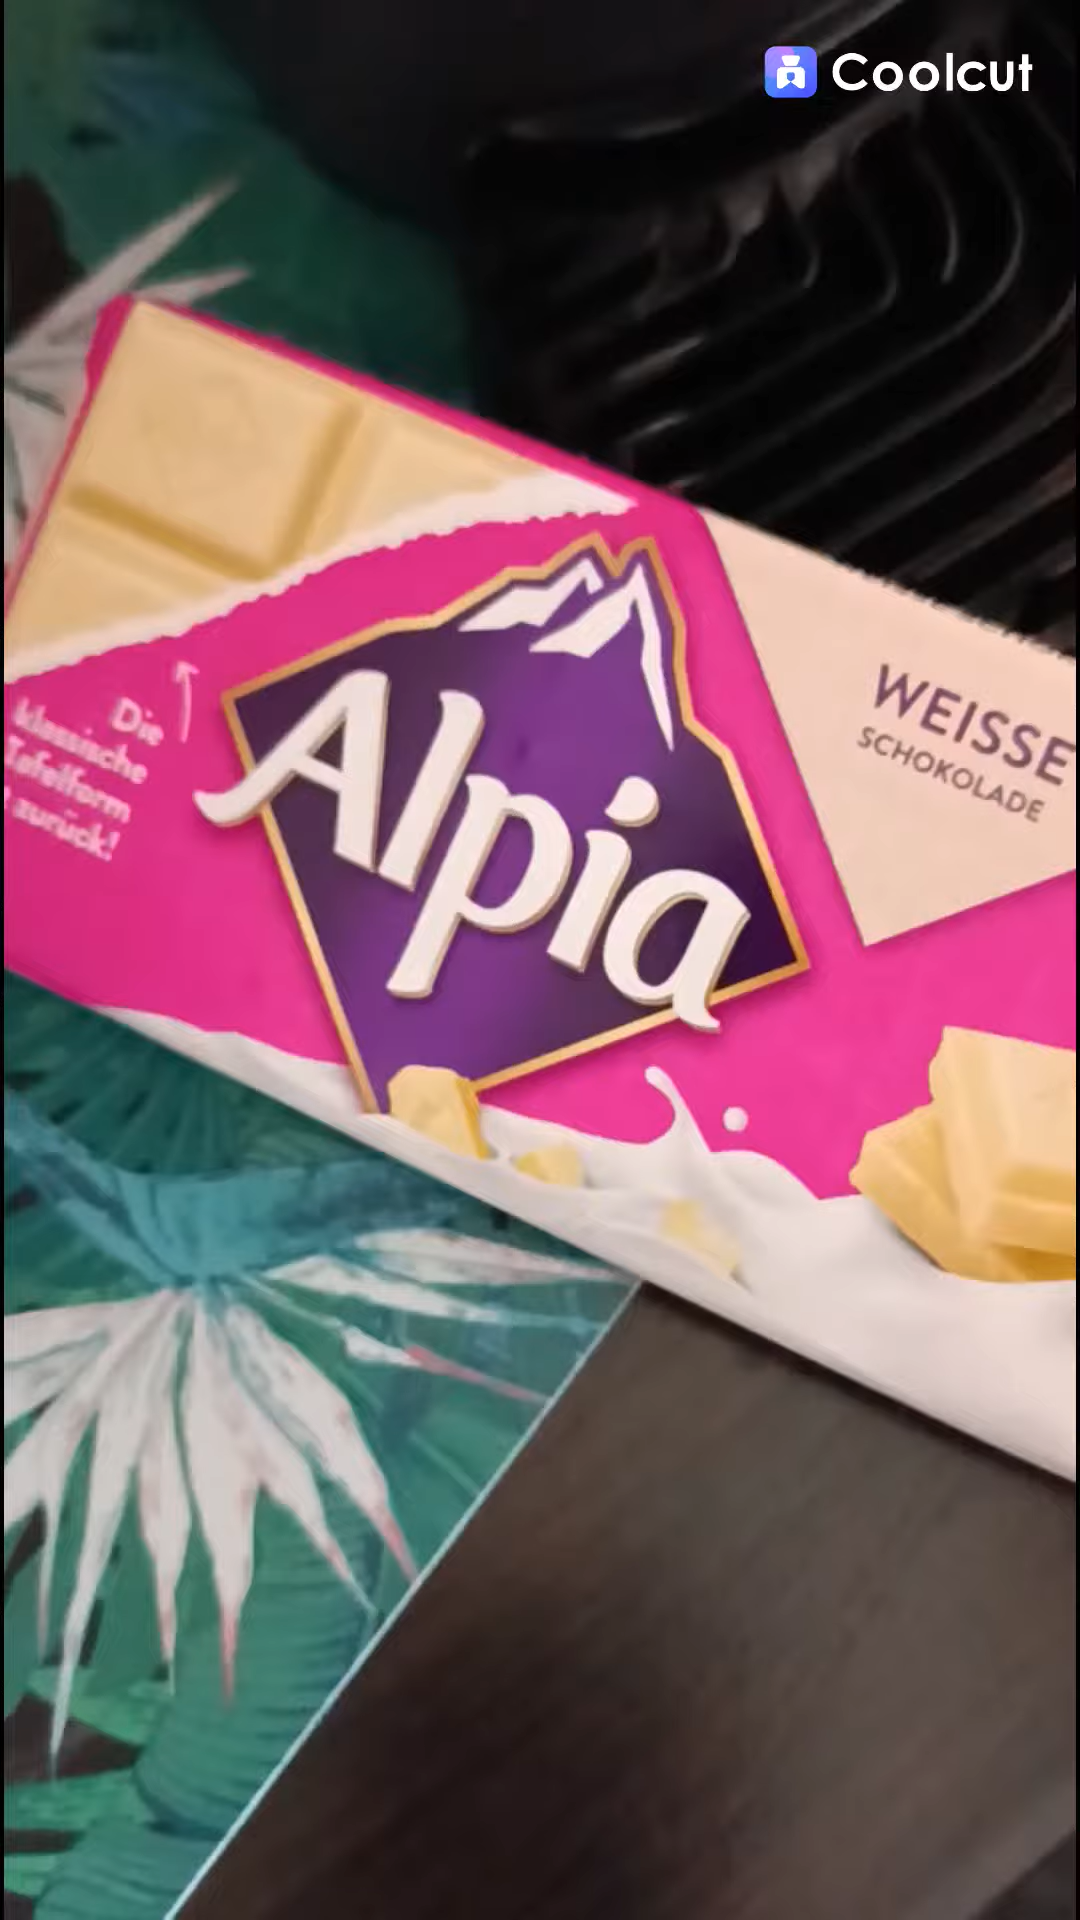 Coolcut
WEISSE
SCHOKOLADE
Alpia
Die
klassische
Tafelform
zurück!